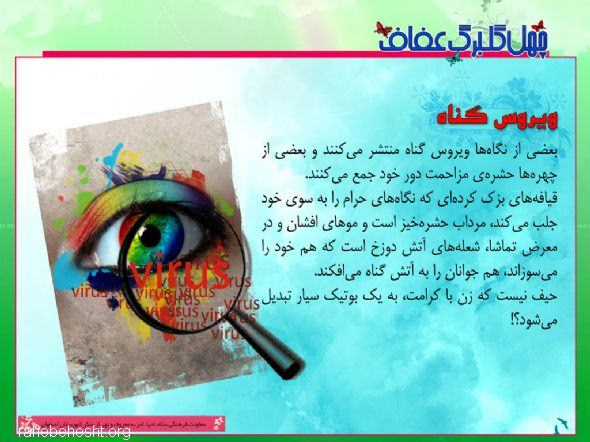 چهل گلبرگ عفاف
ویروس گناه
بعضی از نگاه‌ها ویروس گناه منتشر می‌کنند و بعضی از
چهره‌ها حشره‌ی مزاحمت دور خود جمع می‌کنند.
قیافه‌های بزک کرده‌ای که نگاه‌های حرام را به سوی خود
جلب می‌کند، مرداب حشره‌خیز است و موهای افشان و در
معرض تماشا، شعله‌های آتش دوزخ است که هم خود را
می‌سوزاند، هم جوانان را به آتش گناه می‌افکند.
حیف نیست که زن با کرامت، به یک بوتیک سیار تبدیل
می‌شود؟!
virus
virus
virus
virus
virus
virus
virus
virus
virus
virus
rahobehesht.org